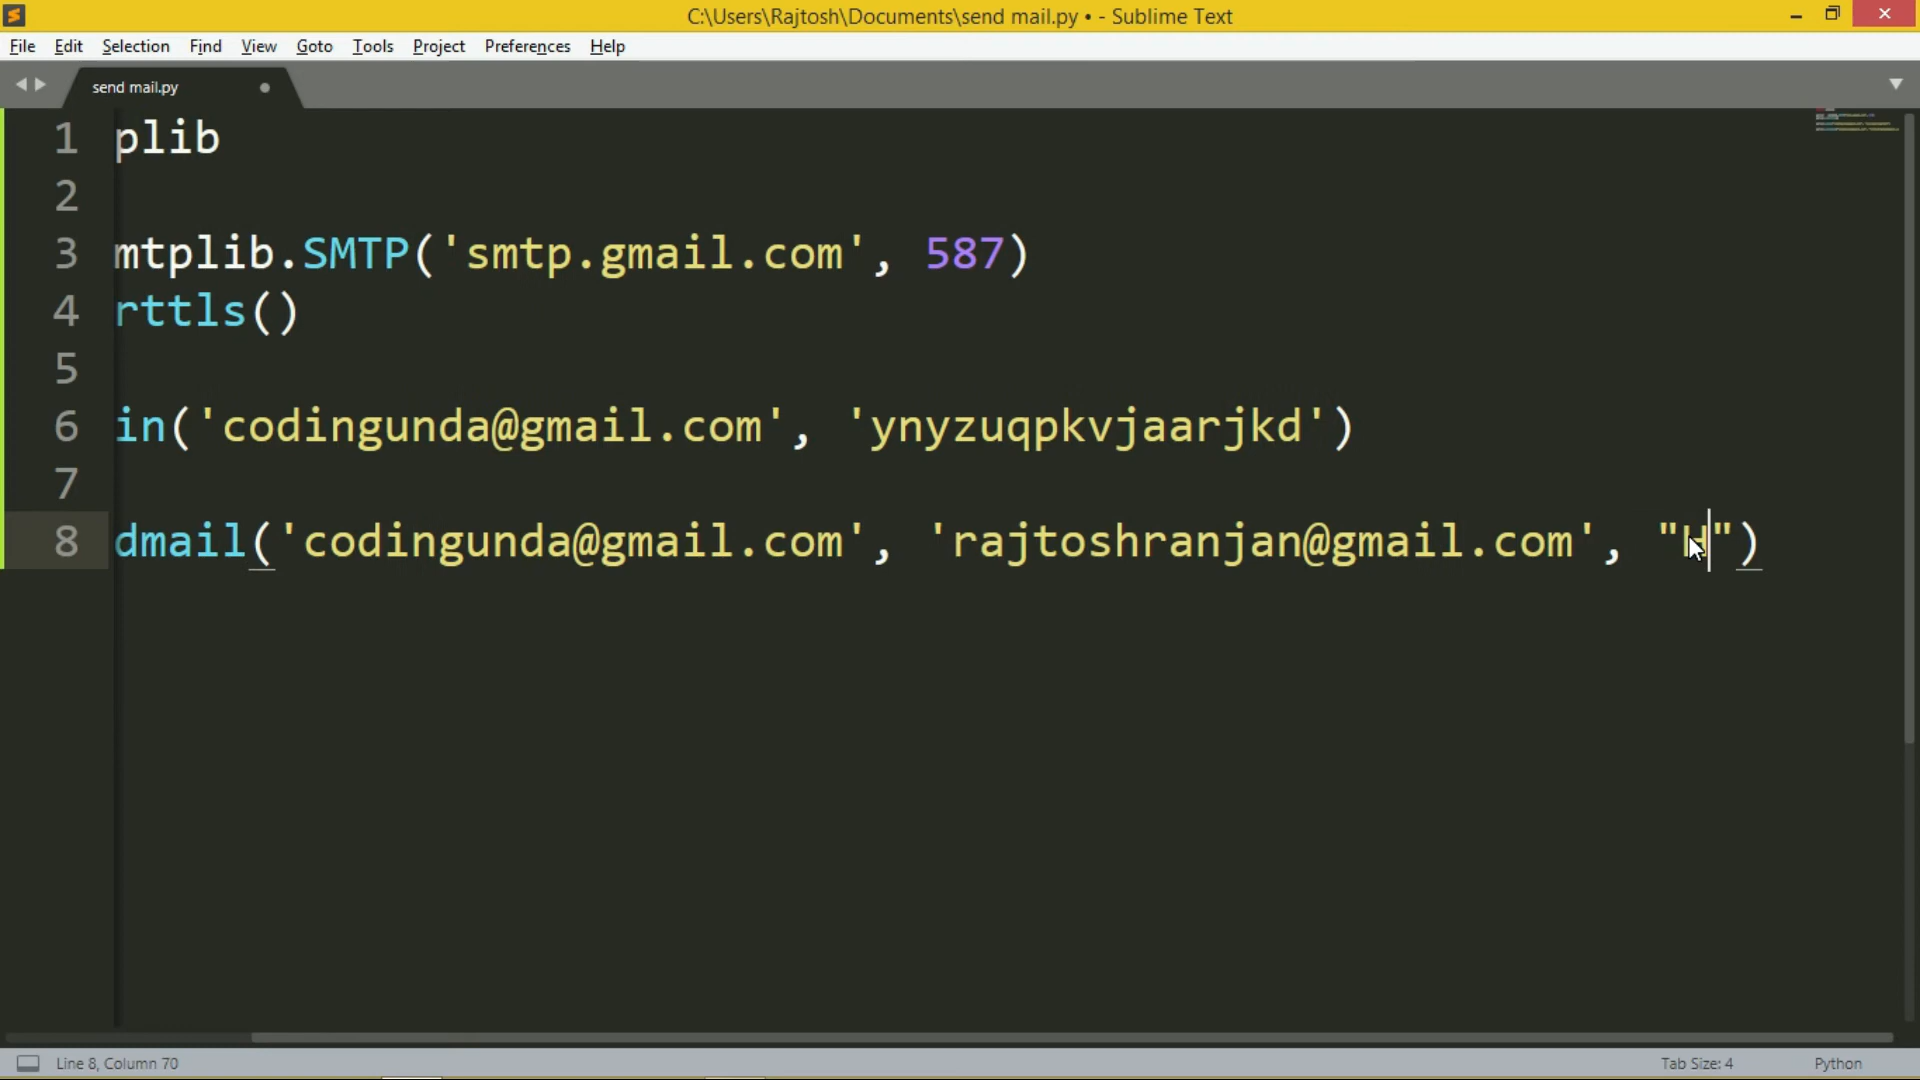 C:\Users\Rajtosh\Documents\send mail.py • - Sublime Text
File Edit Selection Find View Goto Tools Project Preferences Help
send mail.py
1 plib
2
3 mtplib.SMTP('smtp.gmail.com', 587)
4 rttls()
5
6 in('codingunda@gmail.com', 'ynyzuqpkvjaarjkd')
7
8 dmail('codingunda@gmail.com', 'rajtoshranjan@gmail.com', "H")
Line 8, Column 70 Tab Size: 4 Python